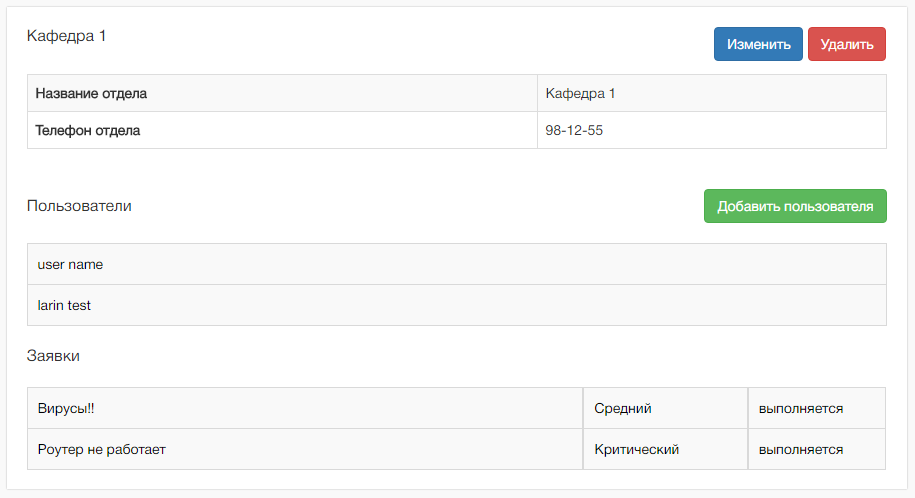 Кафедра 1
Изменить Удалить
Название отдела Кафедра 1
Телефон отдела 98-12-55
Пользователи Добавить пользователя
user name
larin test
Заявки
Вирусы!! Средний выполняется
Роутер не работает Критический выполняется